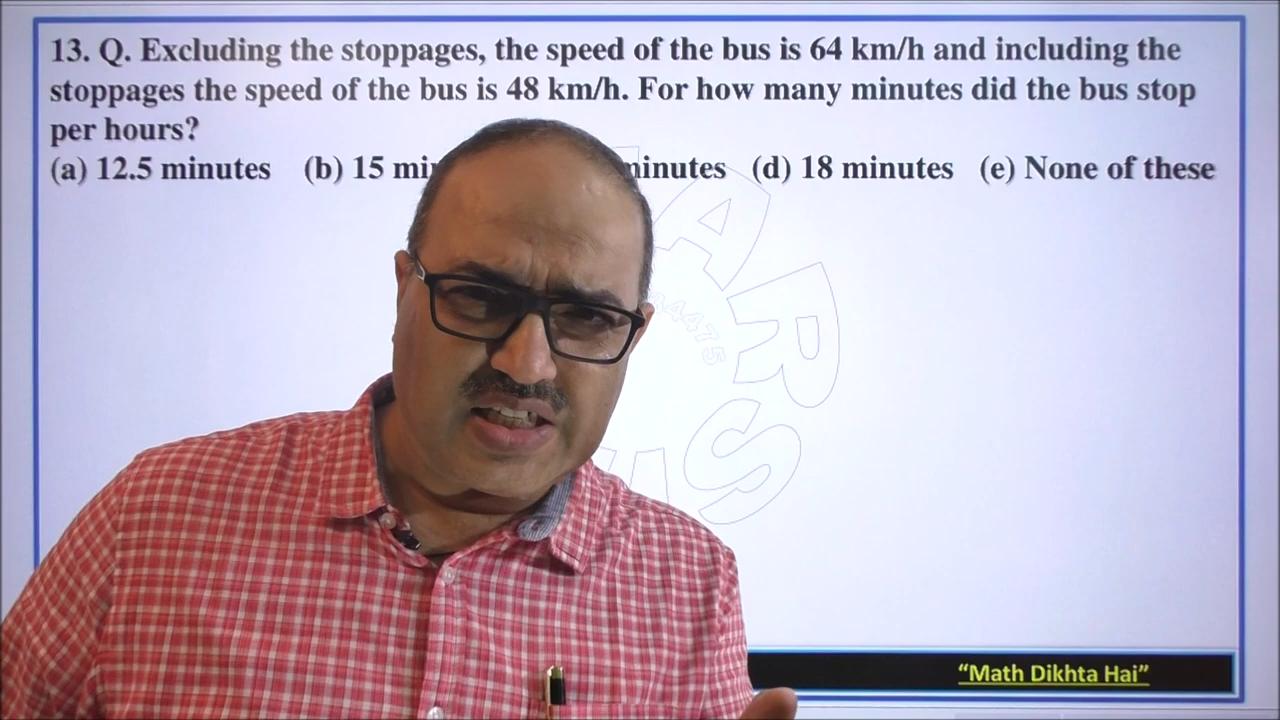 13. Q. Excluding the stoppages, the speed of the bus is 64 km/h and including the
stoppages the speed of the bus is 48 km/h. For how many minutes did the bus stop
per hours?
(a) 12.5 minutes (b) 15 minutes (d) 18 minutes (e) None of these
“Math Dikhta Hai”